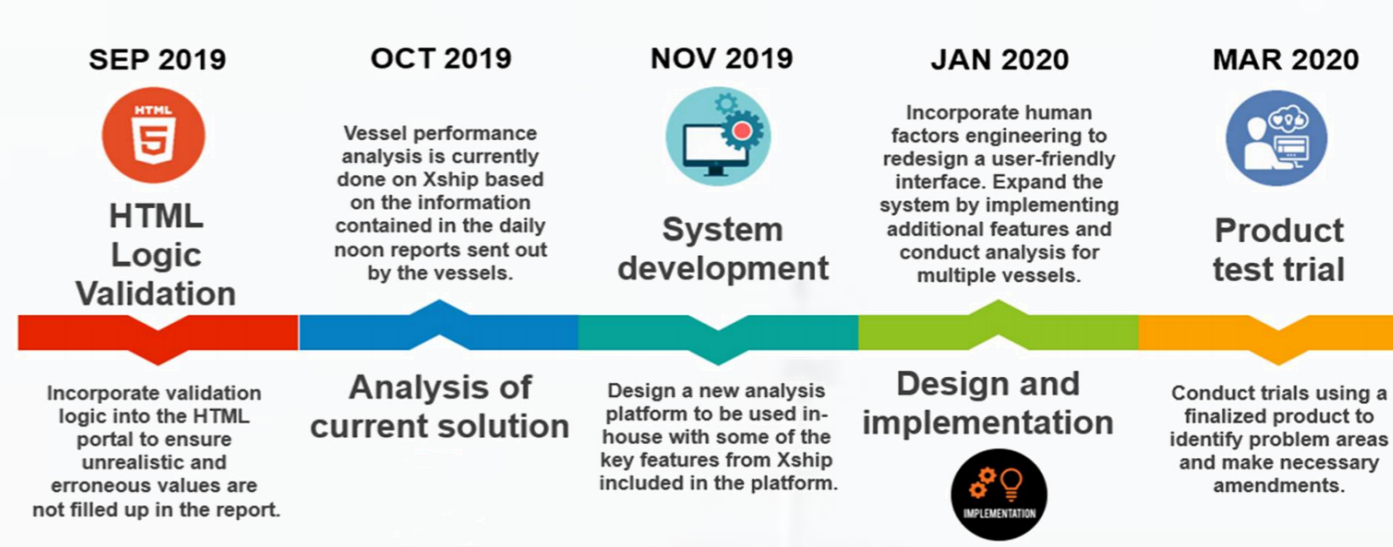 SEP 2019
HTML
5
HTML
Logic
Validation
Incorporate validation
logic into the HTML
portal to ensure
unrealistic and
erroneous values are
not filled up in the report.
OCT 2019
Vessel performance
analysis is currently
done on Xship based
on the information
contained in the daily
noon reports sent out
by the vessels.
Analysis of
current solution
NOV 2019
System
development
Design a new analysis
platform to be used in-
house with some of the
key features from Xship
included in the platform.
JAN 2020
Incorporate human
factors engineering to
redesign a user-friendly
interface. Expand the
system by implementing
additional features and
conduct analysis for
multiple vessels.
Design and
implementation
IMPLEMENTATION
MAR 2020
Product
test trial
Conduct trials using a
finalized product to
identify problem areas
and make necessary
amendments.